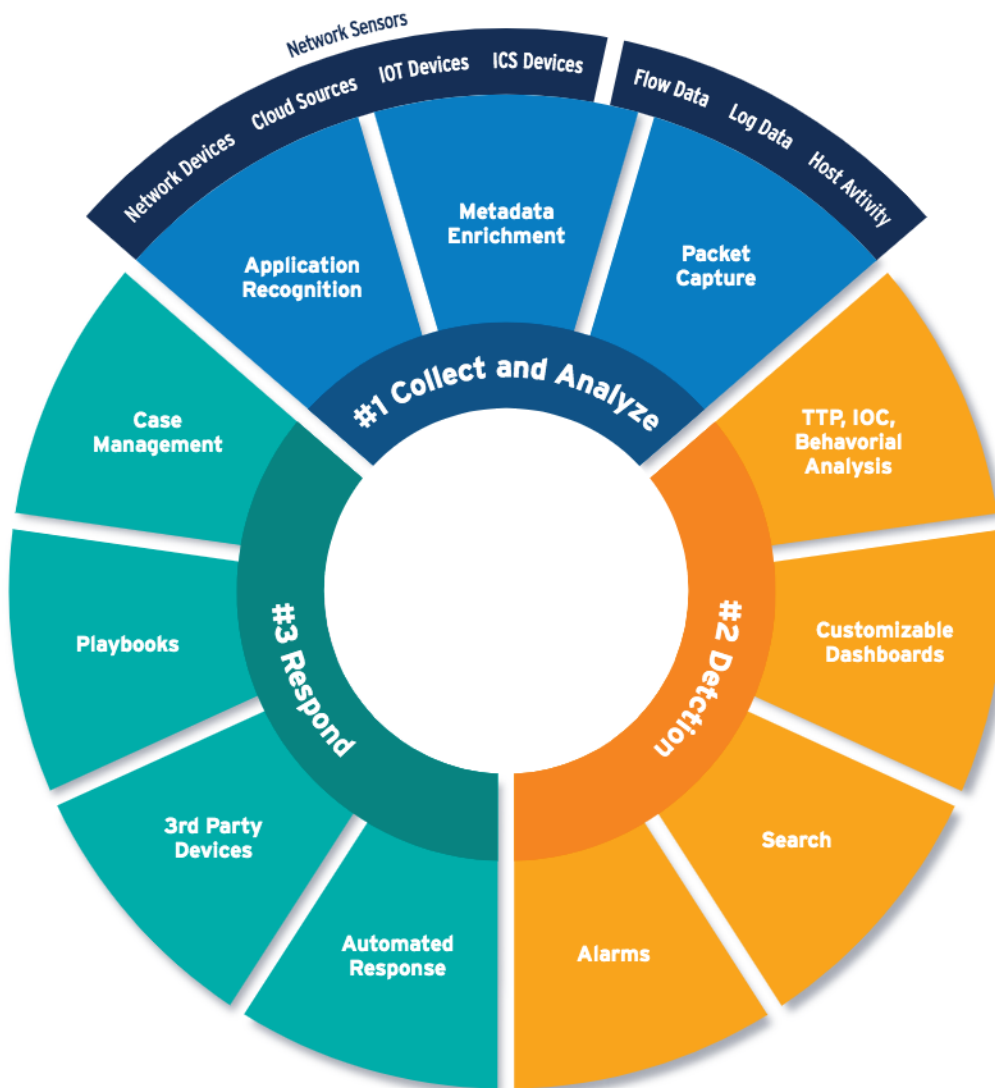 Network Sensors
Network Devices
Cloud Sources
IOT Devices
ICS Devices
Flow Data
Log Data
Host Avtivity
Application
Recognition
Metadata
Enrichment
Packet
Capture
#1 Collect and Analyze
TTP, IOC,
Behavorial
Analysis
Customizable
Dashboards
Search
Alarms
#2 Detction
Automated
Response
3rd Party
Devices
Playbooks
Case
Management
#3 Respond